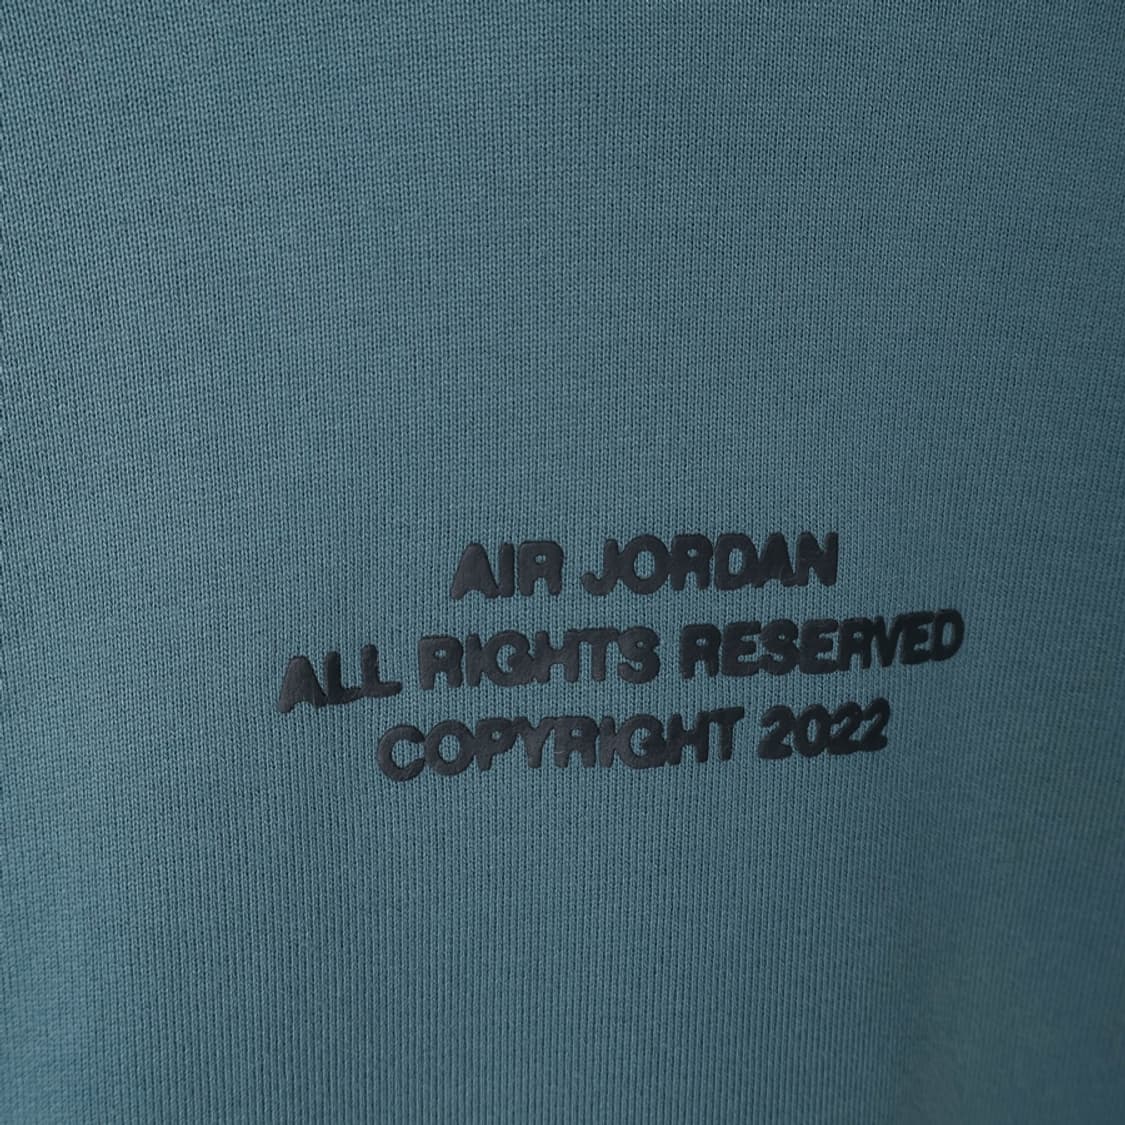 AIR JORDAN
ALL RIGHTS RESERVED
COPYRIGHT 2022